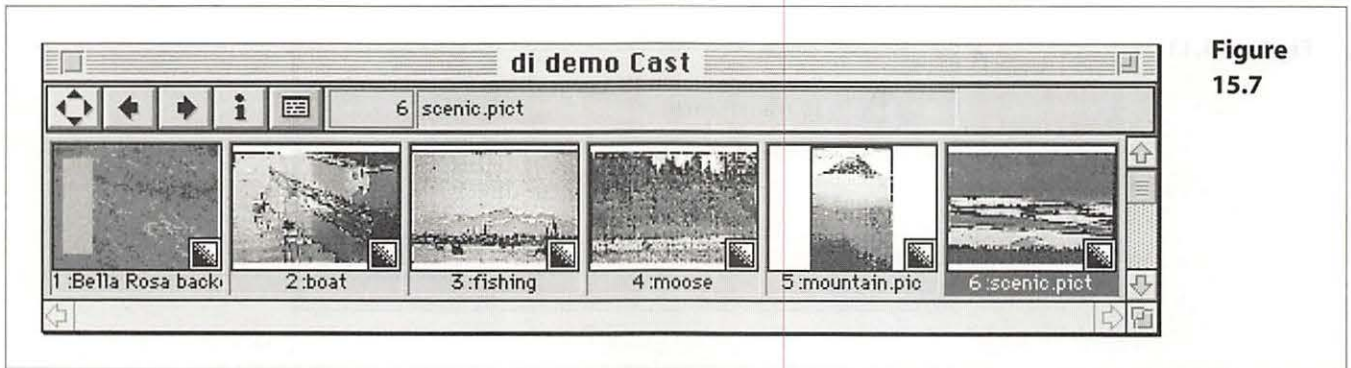 di demo Cast
6 scenic.pict
1 :Bella Rosa back
2 :boat
3 :fishing
4 :moose
5 :mountain.pic
6 :scenic.pict
Figure
15.7